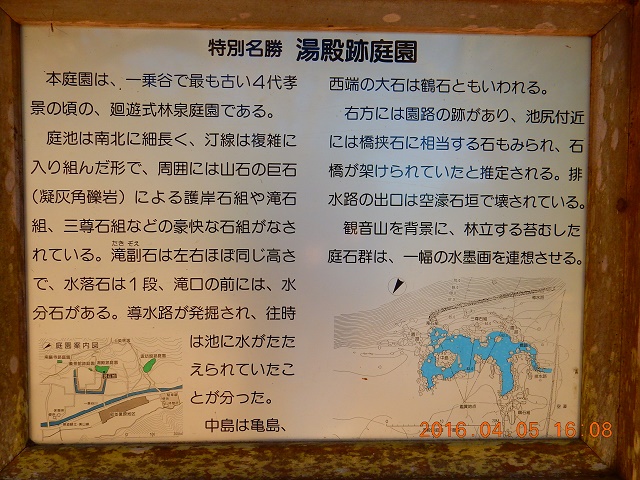 特別名勝 湯殿跡庭園
本庭園は、一乗谷で最も古い4代孝
景の頃の、廻遊式林泉庭園である。
庭池は南北に細長く、汀線は複雑に
入り組んだ形で、周囲には山石の巨石
(凝灰角礫岩)による護岸石組や滝石
組、三尊石組などの豪快な石組がなさ
たき ぞえ
れている。滝副石は左右ほぼ同じ高さ
で、水落石は1段、滝口の前には、水
分石がある。導水路が発掘され、往時
は池に水がたた
えられていたこ
とが分った。
中島は亀島、
西端の大石は鶴石ともいわれる。
右方には園路の跡があり、池尻付近
には橋挟石に相当する石もみられ、石
橋が架けられていたと推定される。排
水路の出口は空濠石垣で壊されている。
観音山を背景に、林立する苔むした
庭石群は、一幅の水墨画を連想させる。
庭園案内図
2016.04.05 16:08